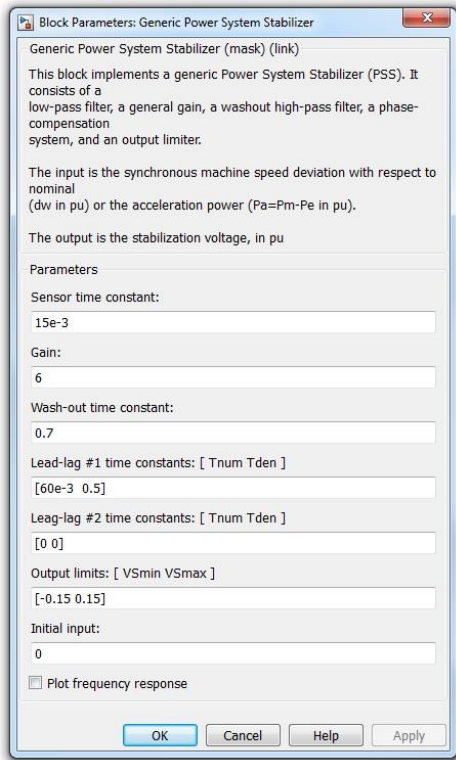 Block Parameters: Generic Power System Stabilizer
Generic Power System Stabilizer (mask) (link)
This block implements a generic Power System Stabilizer (PSS). It
consists of a
low-pass filter, a general gain, a washout high-pass filter, a phase-
compensation
system, and an output limiter.
The input is the synchronous machine speed deviation with respect to
nominal
(dw in pu) or the acceleration power (Pa=Pm-Pe in pu).
The output is the stabilization voltage, in pu
Parameters
Sensor time constant:
15e-3
Gain:
6
Wash-out time constant:
0.7
Lead-lag #1 time constants: [ Tnum Tden ]
[60e-3 0.5]
Leag-lag #2 time constants: [ Tnum Tden ]
[0 0]
Output limits: [ VSmin VSmax ]
[-0.15 0.15]
Initial input:
0
Plot frequency response
OK Cancel Help Apply